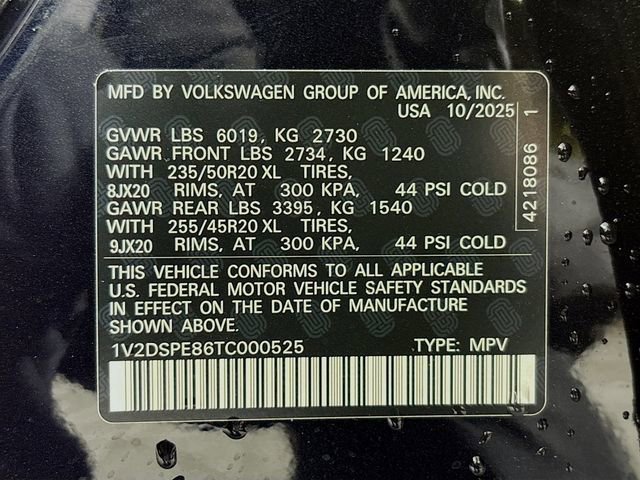 MFD BY VOLKSWAGEN GROUP OF AMERICA, INC.
USA 10/2025
GVWR LBS 6019, KG 2730
GAWR FRONT LBS 2734, KG 1240
WITH 235/50R20 XL TIRES,
8JX20 RIMS, AT 300 KPA, 44 PSI COLD
GAWR REAR LBS 3395, KG 1540
WITH 255/45R20 XL TIRES,
9JX20 RIMS, AT 300 KPA, 44 PSI COLD
THIS VEHICLE CONFORMS TO ALL APPLICABLE
U.S. FEDERAL MOTOR VEHICLE SAFETY STANDARDS
IN EFFECT ON THE DATE OF MANUFACTURE
SHOWN ABOVE.
1V2DSPE86TC000525 TYPE: MPV
4218086 1